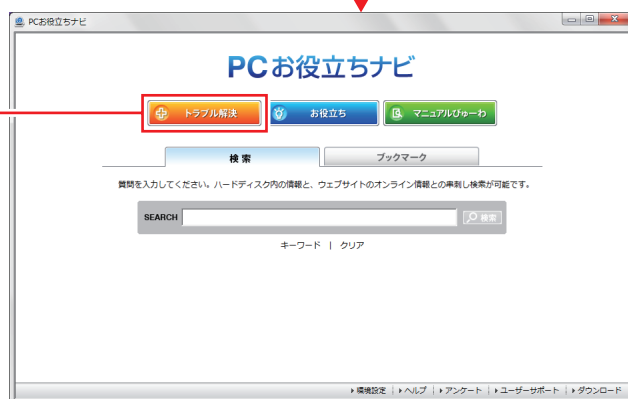 PCお役立ちナビ
PCお役立ちナビ
トラブル解決 お役立ち マニュアルびゅーわ
検索 ブックマーク
質問を入力してください。ハードディスク内の情報と、ウェブサイトのオンライン情報との串刺し検索が可能です。
SEARCH 検索
キーワード | クリア
環境設定 | ヘルプ | アンケート | ユーザーサポート | ダウンロード